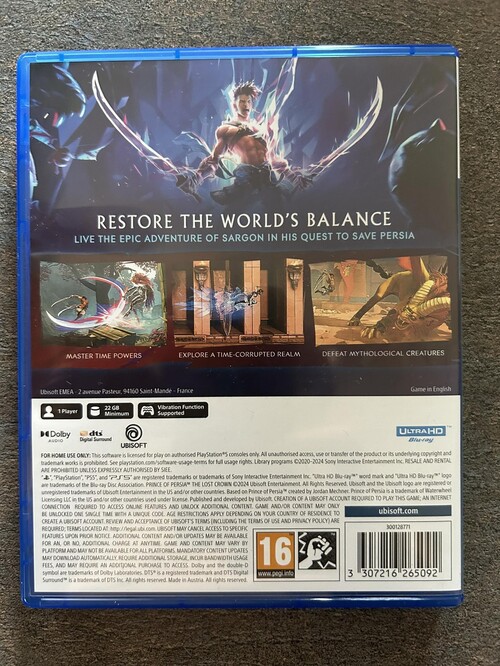 RESTORE THE WORLD'S BALANCE
LIVE THE EPIC ADVENTURE OF SARGON IN HIS QUEST TO SAVE PERSIA
MASTER TIME POWERS
EXPLORE A TIME-CORRUPTED REALM
DEFEAT MYTHOLOGICAL CREATURES
Ubisoft EMEA - 2 avenue Pasteur, 94160 Saint-Mandé - France
Game in English
1 Player
22 GB Minimum
Vibration Function Supported
Dolby AUDIO
dts Digital Surround
UBISOFT
ULTRA HD Blu-ray
FOR HOME USE ONLY: This software is licensed for play on authorised PlayStation®5 consoles only. All unauthorised access, use or transfer of the product or its underlying copyright and
trademark works is prohibited. See playstation.com/software-usage-terms for full usage rights. Library programs ©2020-2024 Sony Interactive Entertainment Inc. RESALE AND RENTAL
ARE PROHIBITED UNLESS EXPRESSLY AUTHORISED BY SIE.
"PlayStation", "PS5", and are registered trademarks or trademarks of Sony Interactive Entertainment Inc. "Ultra HD Blu-ray™" word mark and "Ultra HD Blu-ray" logo
are trademarks of the Blu-ray Disc Association. PRINCE OF PERSIA™ THE LOST CROWN ©2024 Ubisoft Entertainment. All Rights Reserved. Ubisoft and the Ubisoft logo are registered or
unregistered trademarks of Ubisoft Entertainment in the US and/or other countries. Based on Prince of Persia™ created by Jordan Mechner. Prince of Persia is a trademark of Waterwheel
Licensing LLC in the US and/or other countries used under license. Published and developed by Ubisoft. CREATION OF A UBISOFT ACCOUNT REQUIRED TO PLAY THIS GAME; AN INTERNET
CONNECTION REQUIRED TO ACCESS ONLINE FEATURES AND UNLOCK ADDITIONAL CONTENT. GAME AND/OR CONTENT MAY ONLY
BE UNLOCKED ONE SINGLE TIME WITH A UNIQUE CODE. AGE RESTRICTIONS MAY APPLY DEPENDING ON YOUR COUNTRY OF RESIDENCE TO
CREATE A UBISOFT ACCOUNT. REVIEW AND ACCEPTANCE OF UBISOFT'S TERMS (INCLUDING THE TERMS OF USE AND PRIVACY POLICY) ARE
REQUIRED: TERMS LOCATED AT http://legal.ubi.com. UBISOFT MAY CANCEL ACCESS TO SPECIFIC
FEATURES UPON PRIOR NOTICE. ADDITIONAL CONTENT AND/OR UPDATES MAY BE AVAILABLE
FOR AN, OR NO, ADDITIONAL CHARGE AT ANYTIME. GAME AND CONTENT MAY VARY BY
PLATFORM AND MAY NOT BE AVAILABLE FOR ALL PLATFORMS. MANDATORY CONTENT UPDATES
MAY DOWNLOAD AUTOMATICALLY, REQUIRE ADDITIONAL STORAGE, INCUR BANDWIDTH USAGE
FEES, AND MAY REQUIRE AN ADDITIONAL PURCHASE TO ACCESS. Dolby and the double-D
symbol are trademarks of Dolby Laboratories. DTS® is a registered trademark and DTS Digital
Surround™ is a trademark of DTS Inc. All rights reserved. Made in Austria. All rights reserved.
ubisoft.com
16
www.pegi.info
300128771
3 307216 265092